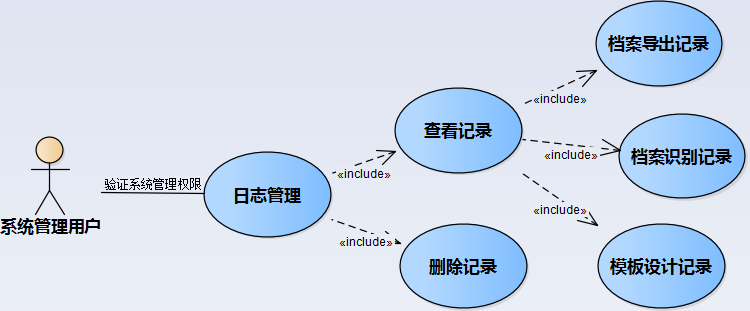 档案导出记录
«include»
查看记录
«include»
档案识别记录
«include»
验证系统管理权限
日志管理
系统管理用户
«include»
«include»
删除记录
模板设计记录